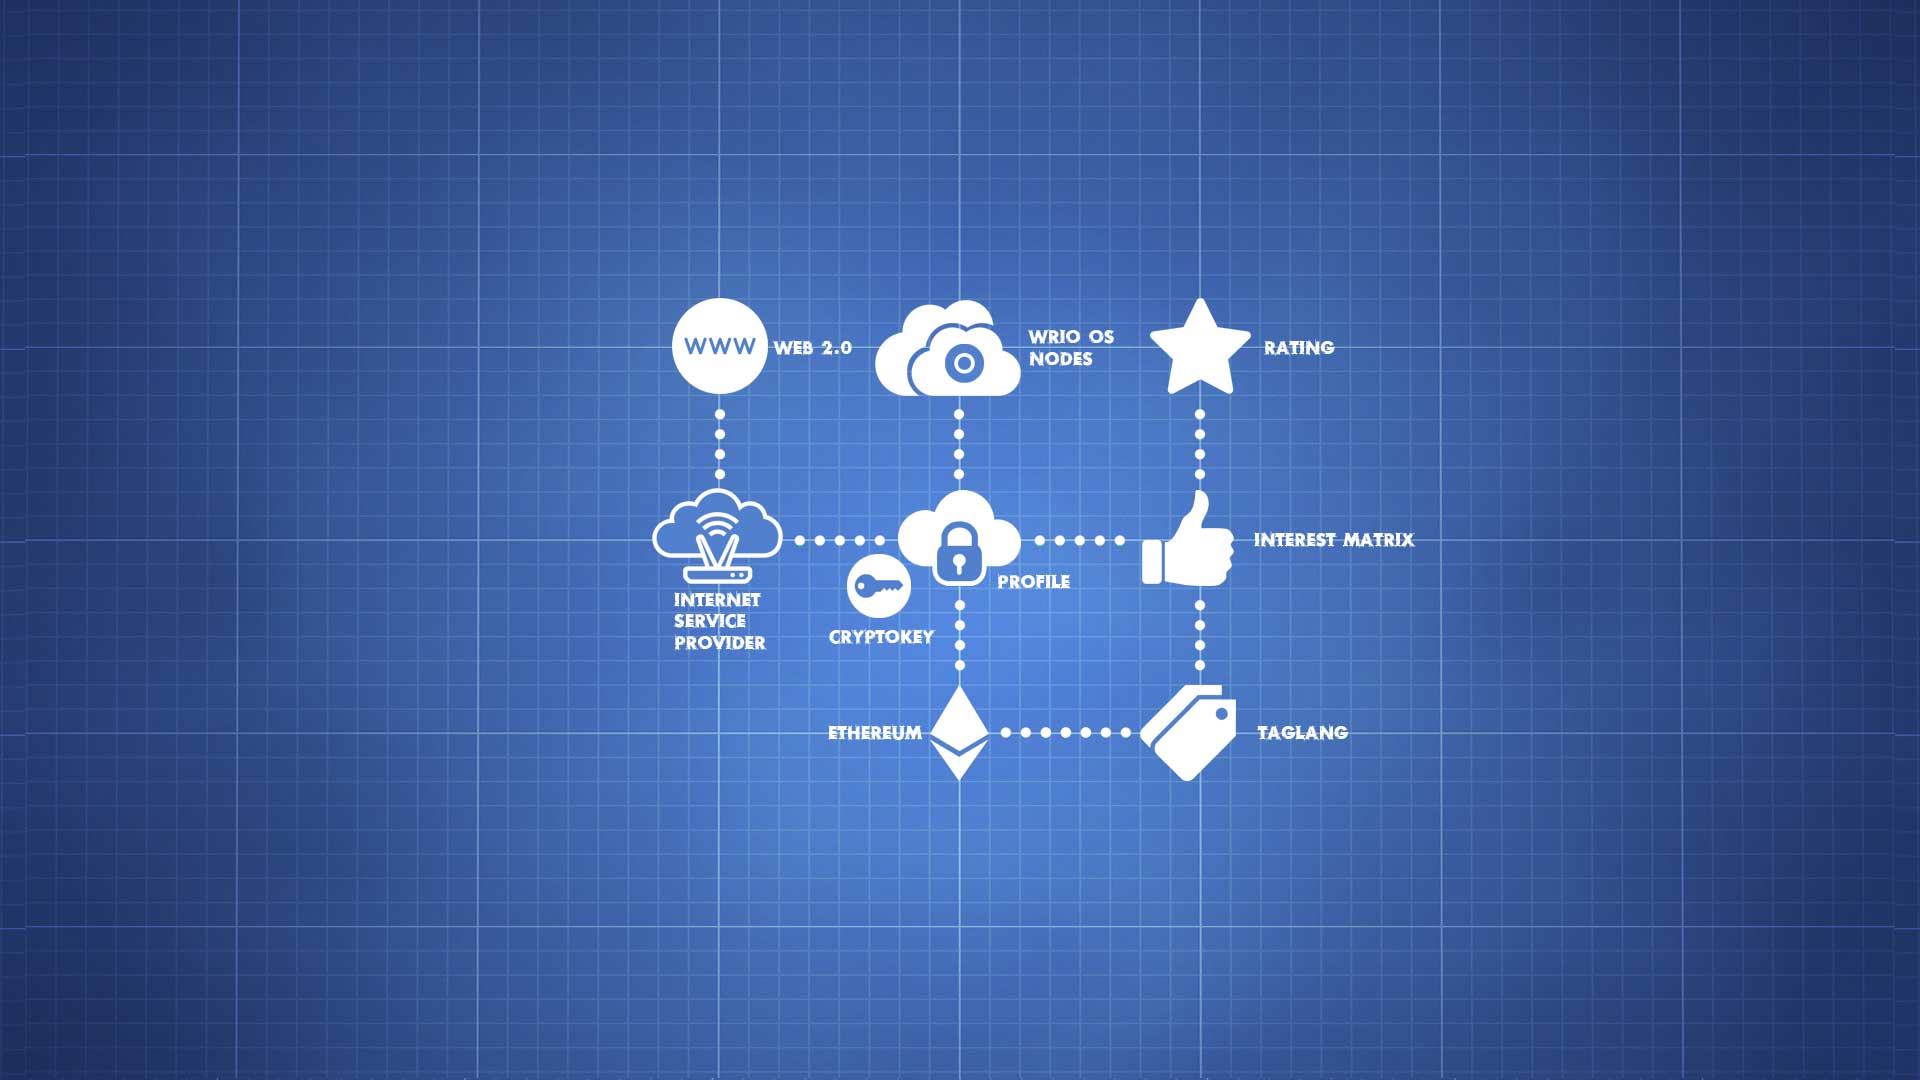 WWW
WEB 2.0
WRIO OS
NODES
RATING
INTERNET
SERVICE
PROVIDER
CRYPTOKEY
PROFILE
INTEREST MATRIX
ETHEREUM
TAGLANG